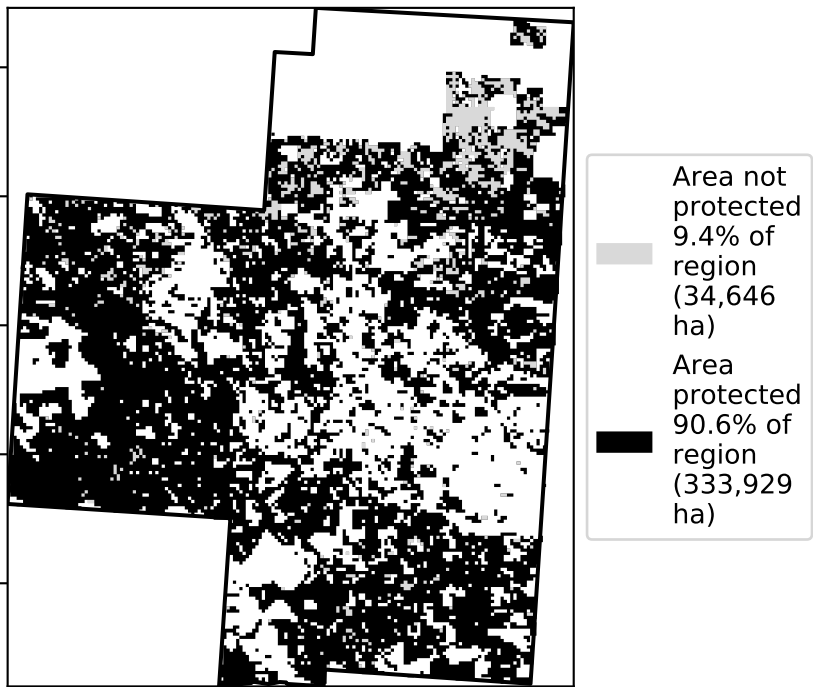 Area not
protected
9.4% of
region
(34,646
ha)
Area
protected
90.6% of
region
(333,929
ha)